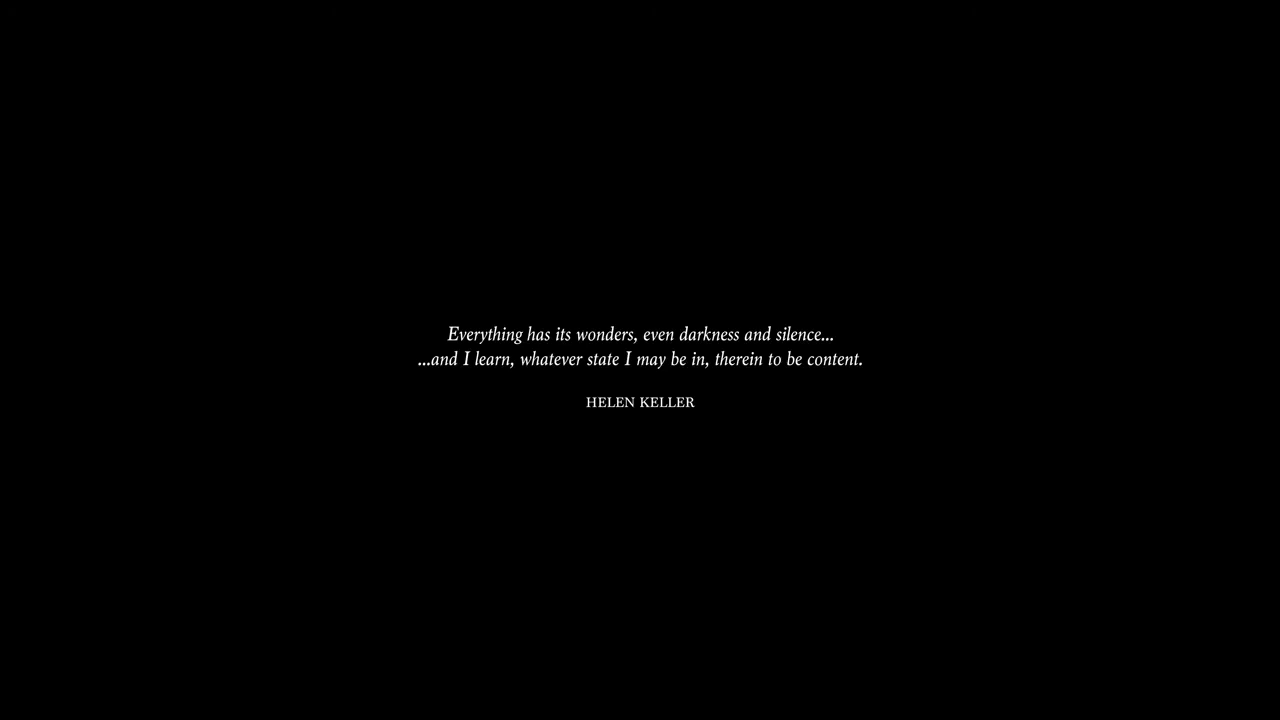 Everything has its wonders, even darkness and silence...
...and I learn, whatever state I may be in, therein to be content.
HELEN KELLER